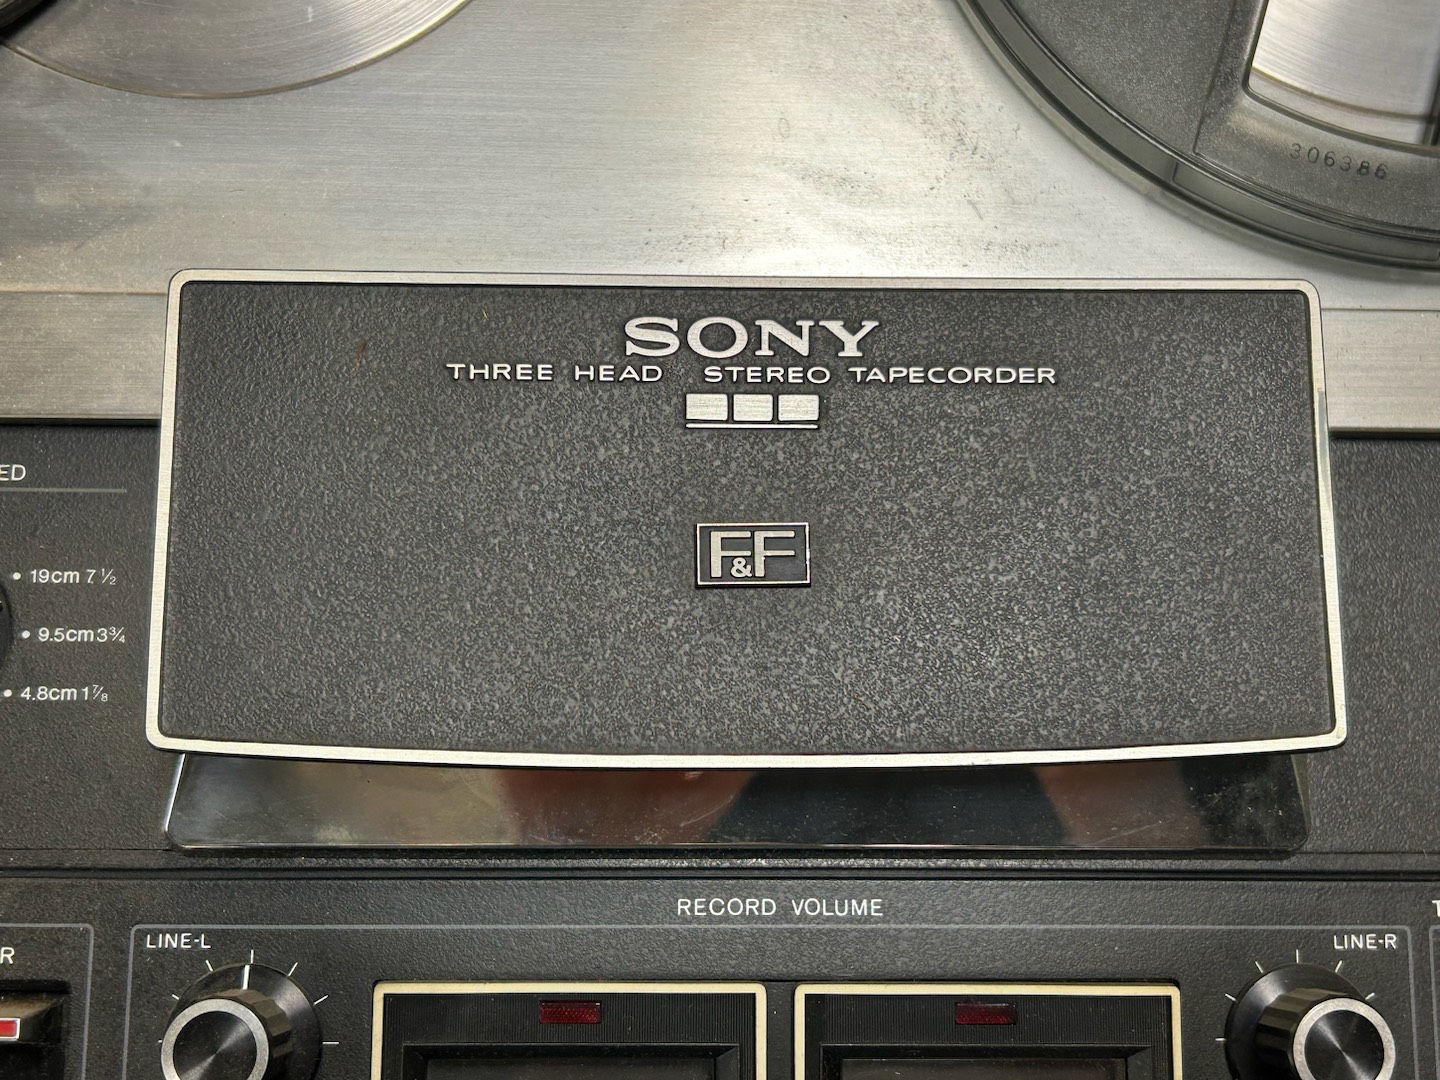 306386
SONY
THREE HEAD STEREO TAPECORDER
F&F
ED
• 19cm 7½
• 9.5cm 3¾
• 4.8cm 1⅞
RECORD VOLUME
LINE-L
LINE-R
R
T